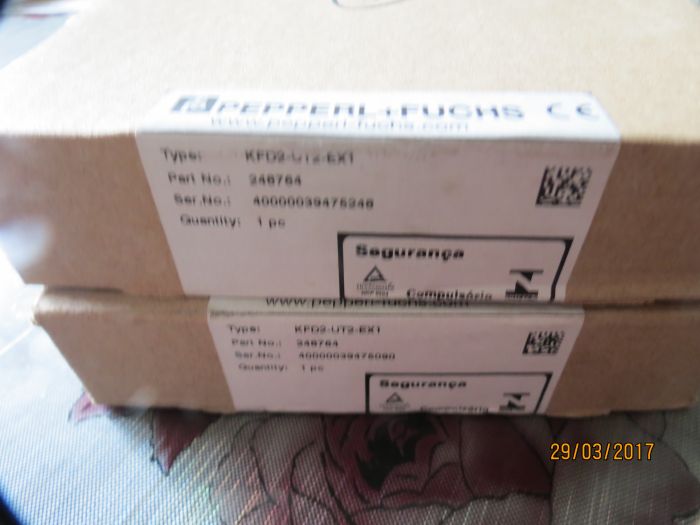 PEPPERL+FUCHS CE
www.pepperl-fuchs.com
Type: KFD2-UT2-EX1
Part No.: 246764
Ser.No.: 40000039475246
Quantity: 1 pc
Segurança
Compulsório
www.pepperl-fuchs.com
Type: KFD2-UT2-EX1
Part No.: 246764
Ser.No.: 40000039475090
Quantity: 1 pc
Segurança
Compulsório
29/03/2017